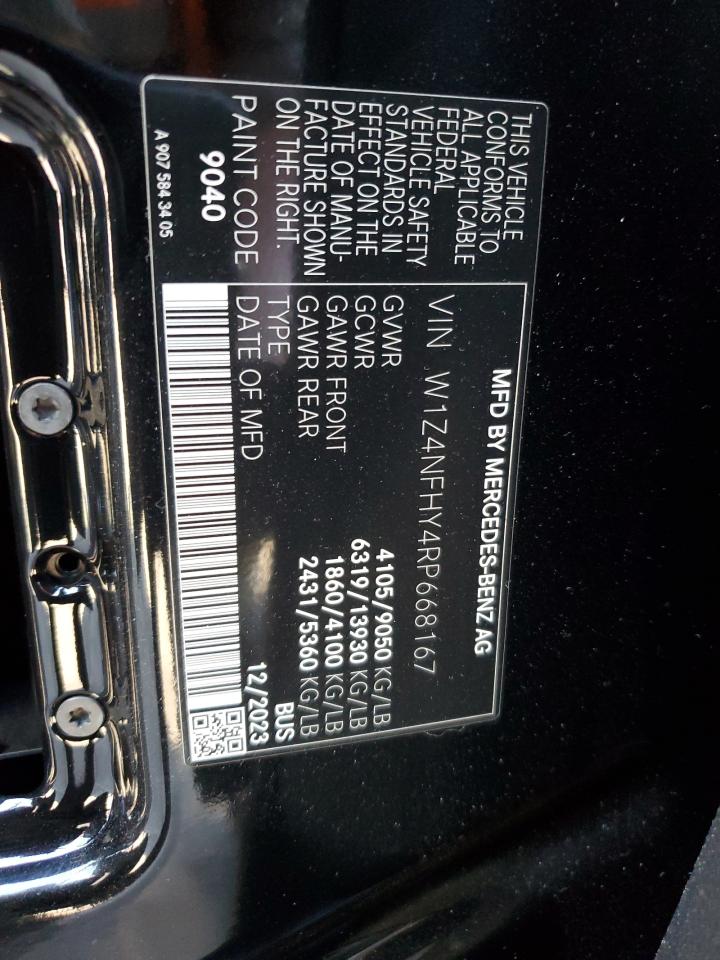 MFD BY MERCEDES-BENZ AG
THIS VEHICLE
CONFORMS TO
ALL APPLICABLE
FEDERAL
VEHICLE SAFETY
STANDARDS IN
EFFECT ON THE
DATE OF MANU-
FACTURE SHOWN
ON THE RIGHT.
PAINT CODE
9040
A 907 584 34 05
VIN W1Z4NFHY4RP668167
GVWR 4105/9050 KG/LB
GCWR 6319/13930 KG/LB
GAWR FRONT 1860/4100 KG/LB
GAWR REAR 2431/5360 KG/LB
TYPE BUS
DATE OF MFD 12/2023